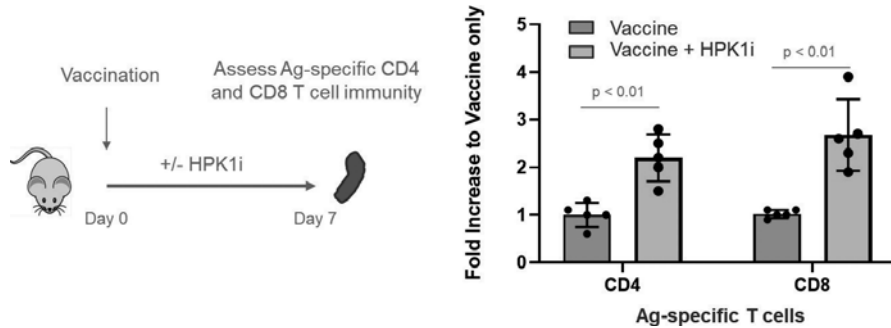 Vaccination
Assess Ag-specific CD4
and CD8 T cell immunity
+/- HPK1i
Day 0
Day 7
Vaccine
Vaccine + HPK1i
Fold Increase to Vaccine only
5
4
3
2
1
0
p < 0.01
p < 0.01
CD4
CD8
Ag-specific T cells